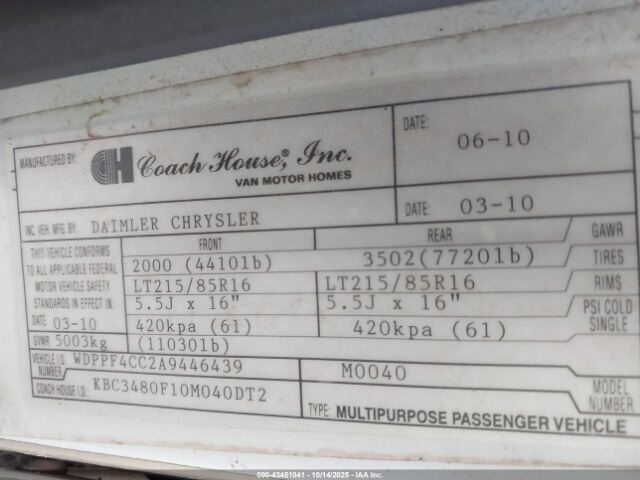 MANUFACTURED BY: CH Coach House®, Inc. DATE: 06-10
VAN MOTOR HOMES
INC. VEH. MFG. BY: DAIMLER CHRYSLER DATE: 03-10
THIS VEHICLE CONFORMS FRONT REAR GAWR
TO ALL APPLICABLE FEDERAL 2000 (4410lb) 3502(7720lb) TIRES
MOTOR VEHICLE SAFETY LT215/85R16 LT215/85R16 RIMS
STANDARDS IN EFFECT IN: 5.5J x 16" 5.5J x 16" PSI COLD
DATE 03-10 420kpa (61) 420kpa (61) SINGLE
GVWR 5003kg (11030lb)
VEHICLE I.D. NUMBER WDPPF4CC2A9446439 M0040 MODEL NUMBER
COACH HOUSE I.D.: KBC3480F10M040DT2
TYPE: MULTIPURPOSE PASSENGER VEHICLE
000-43451041 - 10/14/2025 - IAA Inc.